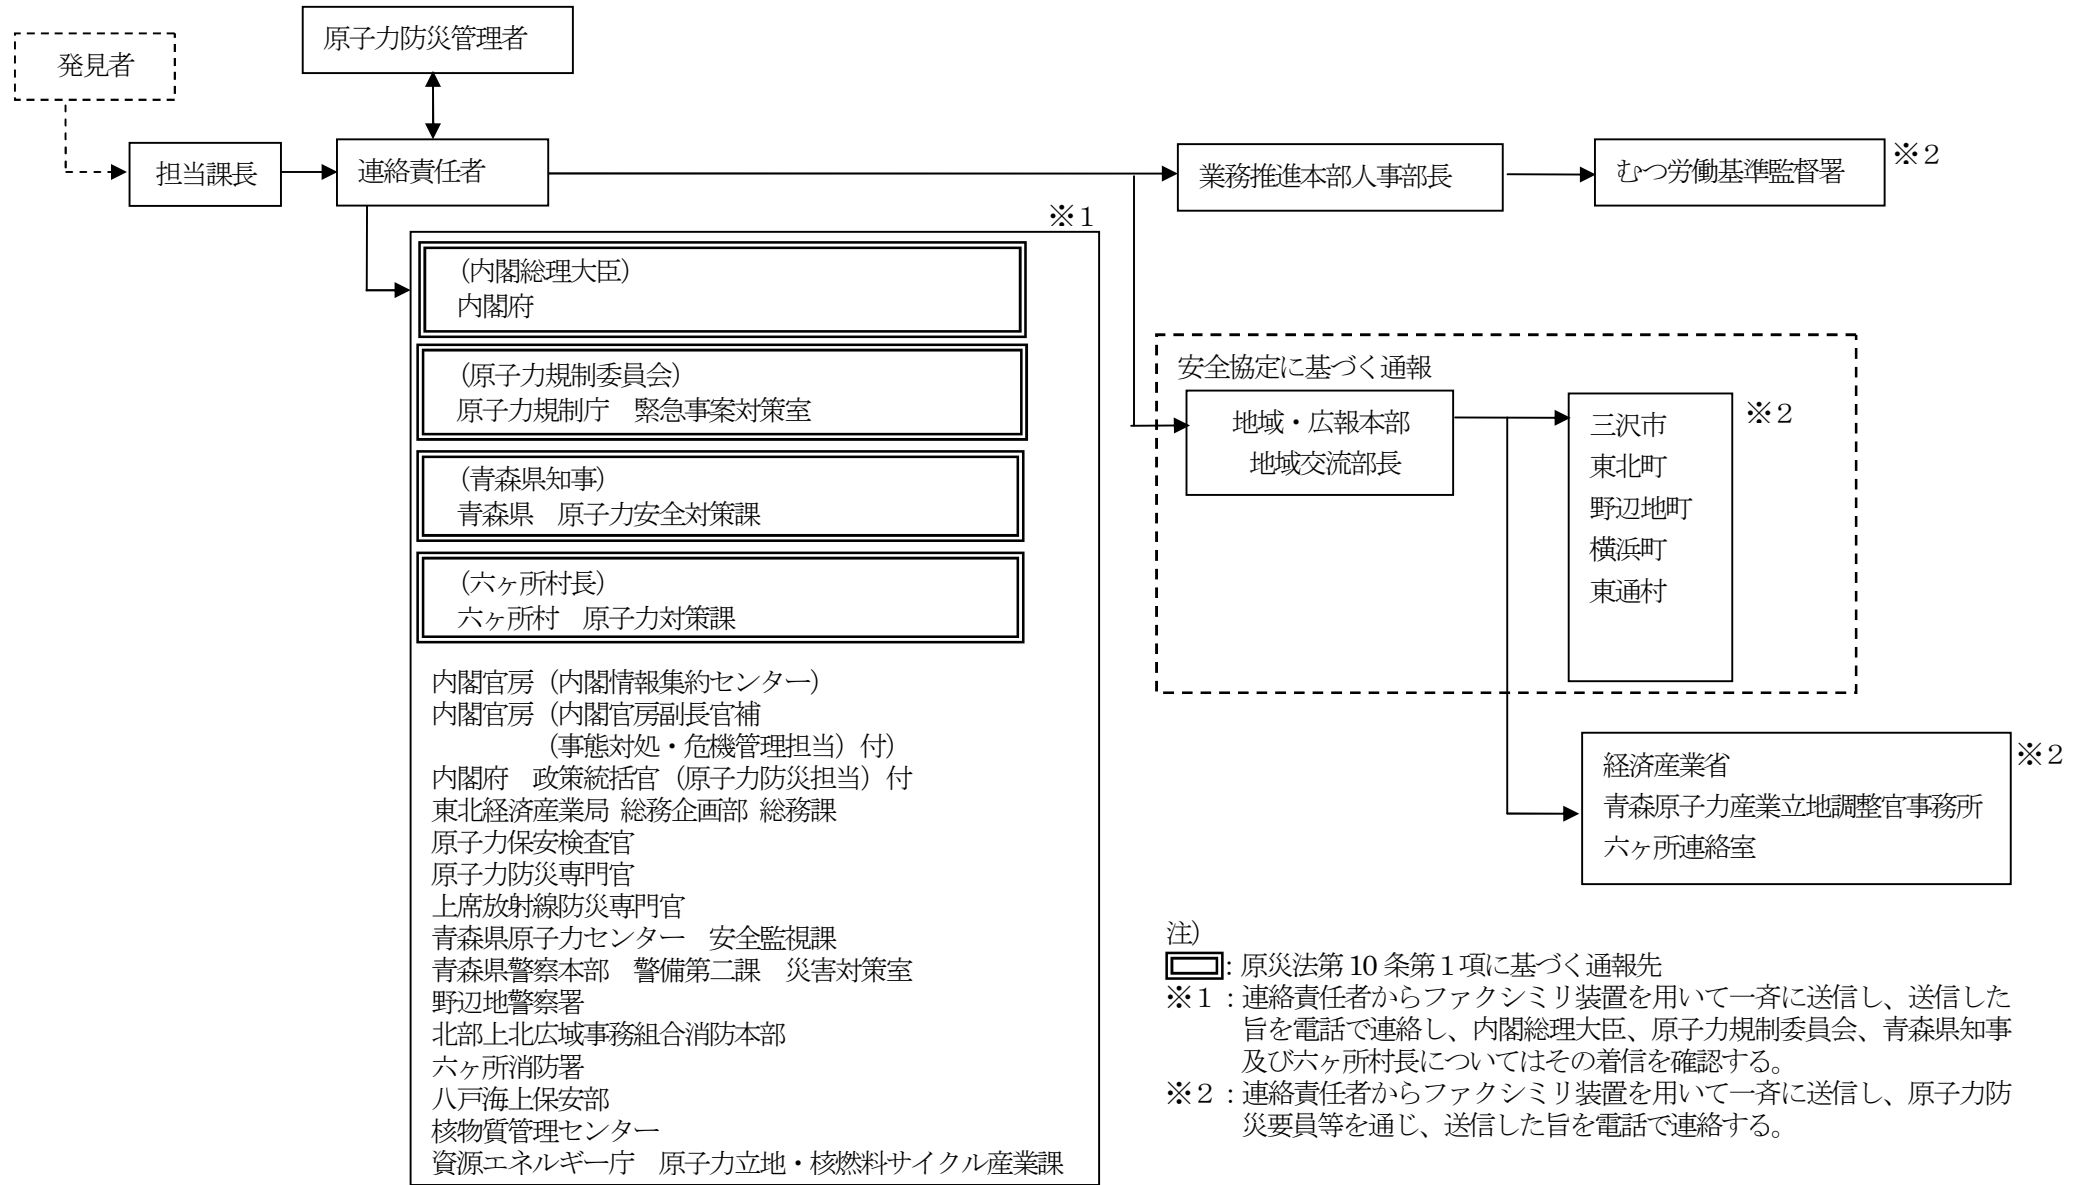 原子力防災管理者
発見者
担当課長
連絡責任者
業務推進本部人事部長
むつ労働基準監督署
※2
※1
(内閣総理大臣)
内閣府
(原子力規制委員会)
原子力規制庁　緊急事案対策室
(青森県知事)
青森県　原子力安全対策課
(六ヶ所村長)
六ヶ所村　原子力対策課
内閣官房（内閣情報集約センター）
内閣官房（内閣官房副長官補
（事態対処・危機管理担当）付）
内閣府　政策統括官（原子力防災担当）付
東北経済産業局 総務企画部 総務課
原子力保安検査官
原子力防災専門官
上席放射線防災専門官
青森県原子力センター　安全監視課
青森県警察本部　警備第二課　災害対策室
野辺地警察署
北部上北広域事務組合消防本部
六ヶ所消防署
八戸海上保安部
核物質管理センター
資源エネルギー庁　原子力立地・核燃料サイクル産業課
安全協定に基づく通報
地域・広報本部
地域交流部長
三沢市
東北町
野辺地町
横浜町
東通村
※2
経済産業省
青森原子力産業立地調整官事務所
六ヶ所連絡室
※2
注）
：原災法第10条第1項に基づく通報先
※1：連絡責任者からファクシミリ装置を用いて一斉に送信し、送信した
旨を電話で連絡し、内閣総理大臣、原子力規制委員会、青森県知事
及び六ヶ所村長についてはその着信を確認する。
※2：連絡責任者からファクシミリ装置を用いて一斉に送信し、原子力防
災要員等を通じ、送信した旨を電話で連絡する。